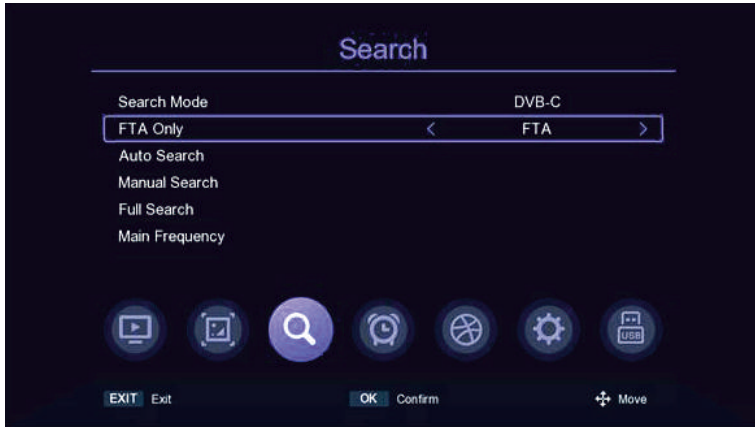 Search
Search Mode DVB-C
FTA Only < FTA >
Auto Search
Manual Search
Full Search
Main Frequency
USB
EXIT Exit OK Confirm Move